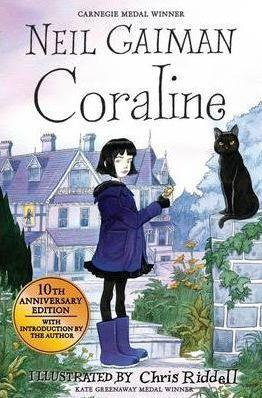 CARNEGIE MEDAL WINNER
NEIL GAIMAN
Coraline
10TH
ANNIVERSARY
EDITION
WITH
INTRODUCTION BY
THE AUTHOR
ILLUSTRATED BY Chris Riddell
KATE GREENAWAY MEDAL WINNER